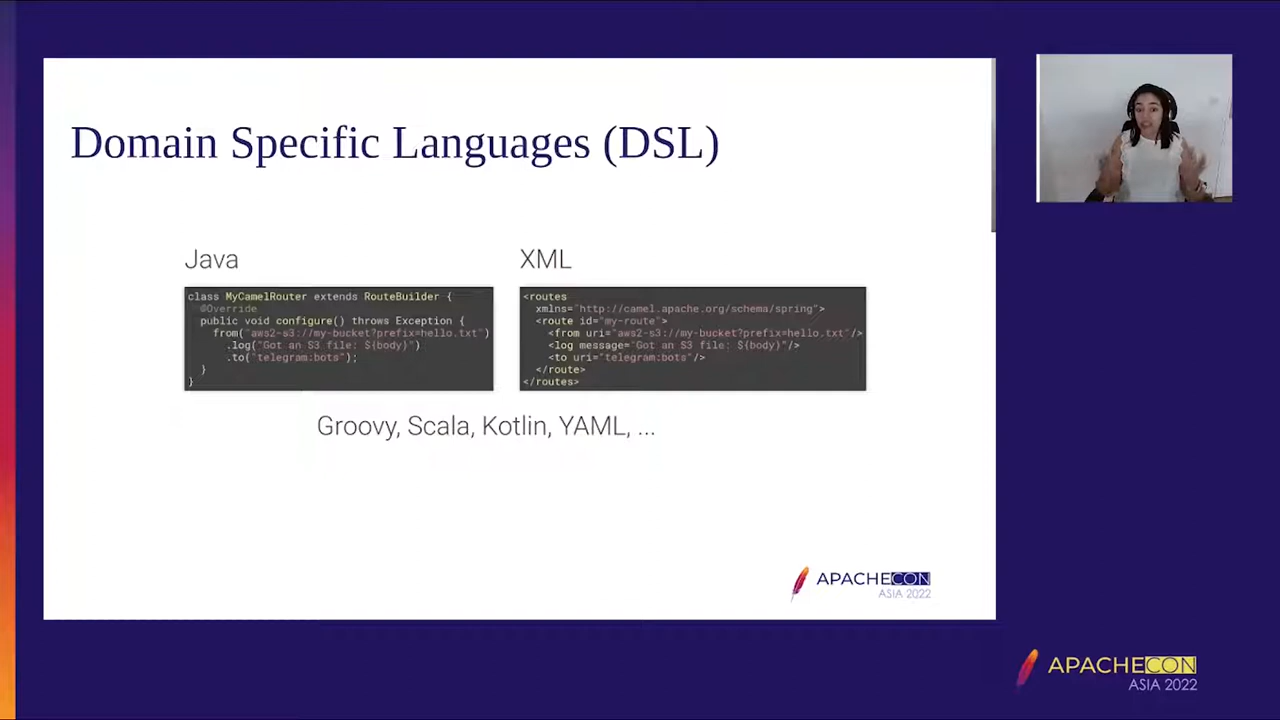 Domain Specific Languages (DSL)
Java
class MyCamelRouter extends RouteBuilder {
@Override
public void configure() throws Exception {
from("aws2-s3://my-bucket?prefix=hello.txt")
.log("Got an S3 file: ${body}")
.to("telegram:bots");
}
}
XML
<routes
xmlns="http://camel.apache.org/schema/spring">
<route id="my-route">
<from uri="aws2-s3://my-bucket?prefix=hello.txt"/>
<log message="Got an S3 file: ${body}"/>
<to uri="telegram:bots"/>
</route>
</routes>
Groovy, Scala, Kotlin, YAML, ...
APACHECON
ASIA 2022
APACHECON
ASIA 2022